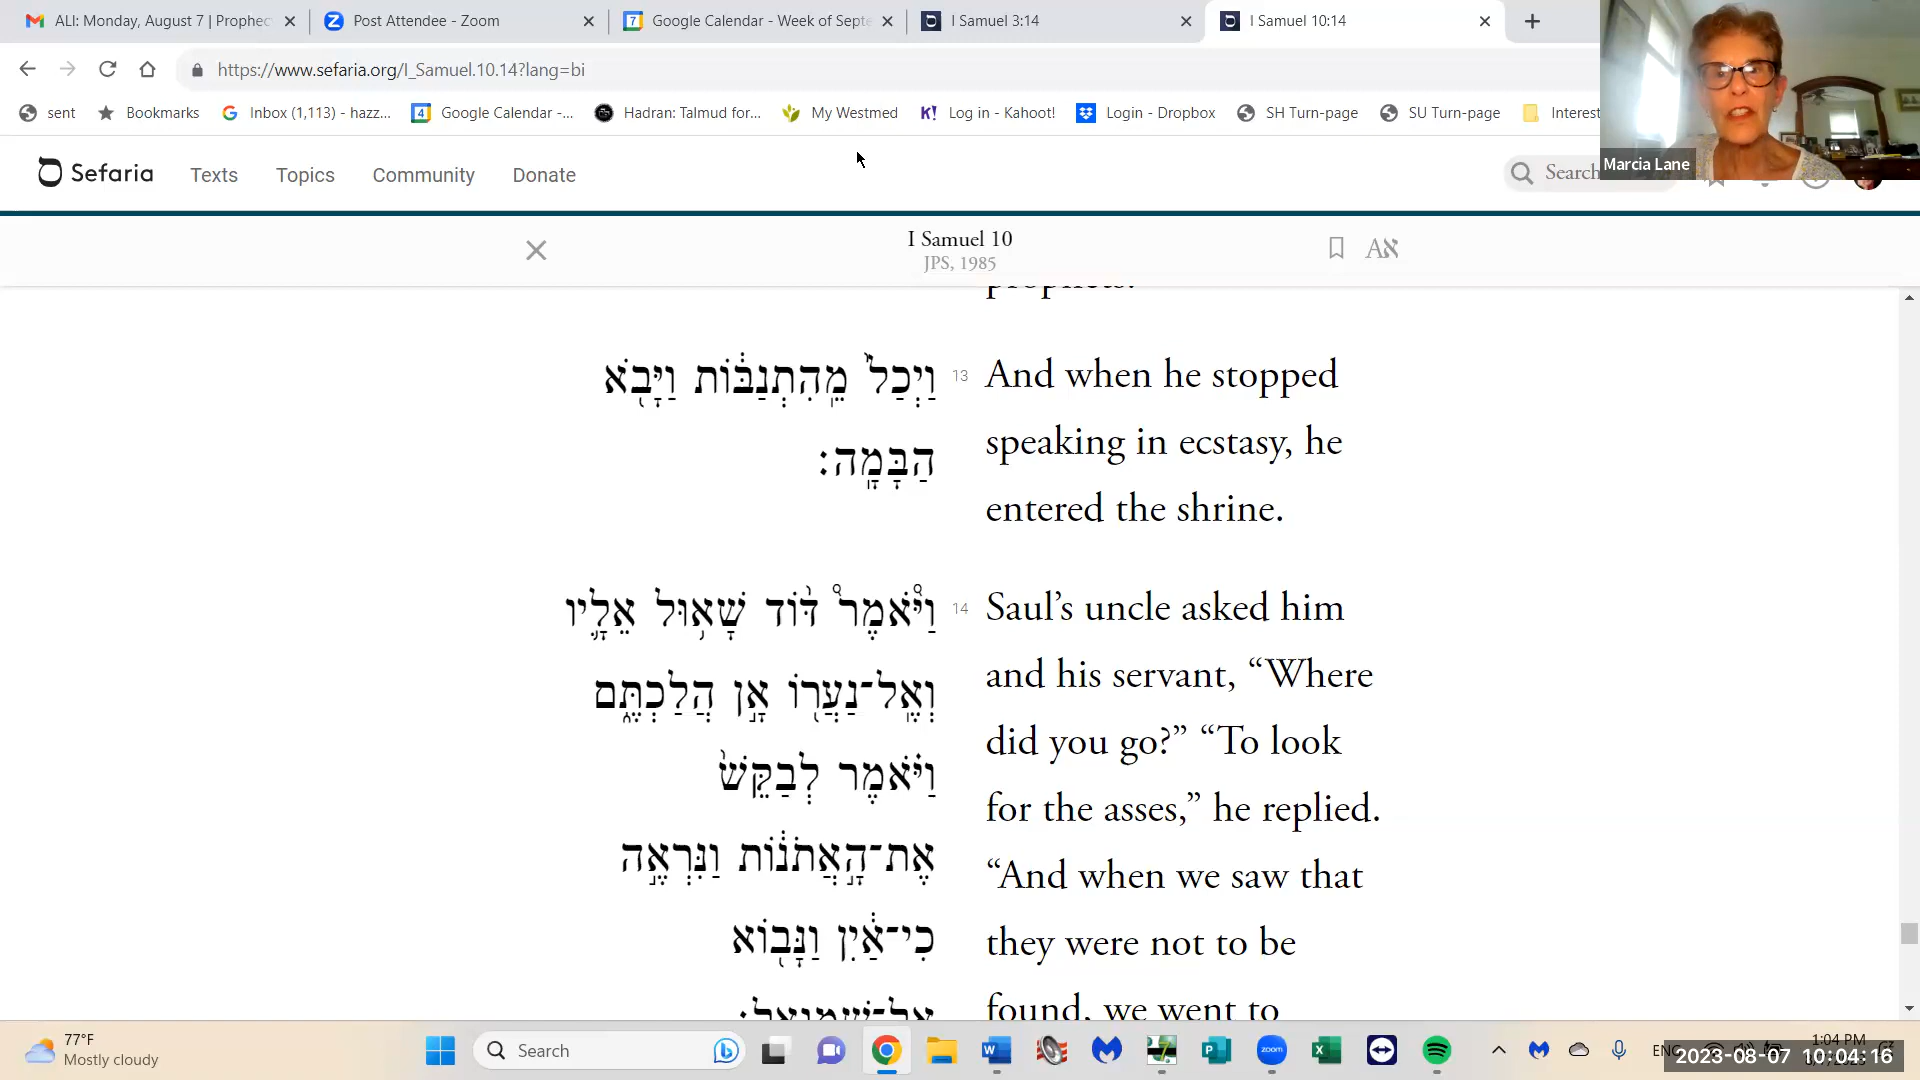 ALI: Monday, August 7 | Prophec
Post Attendee - Zoom
Google Calendar - Week of Septe
I Samuel 3:14
I Samuel 10:14
https://www.sefaria.org/I_Samuel.10.14?lang=bi
sent
Bookmarks
Inbox (1,113) - hazz...
Google Calendar -...
Hadran: Talmud for...
My Westmed
Log in - Kahoot!
Login - Dropbox
SH Turn-page
SU Turn-page
Interest
Marcia Lane
Sefaria
Texts
Topics
Community
Donate
Search
I Samuel 10
JPS, 1985
prophets.
וַיְכַל֙ מֵֽהִתְנַבּ֔וֹת וַיָּבֹ֖א
הַבָּמָֽה׃
13
And when he stopped
speaking in ecstasy, he
entered the shrine.
וַיֹּ֩אמֶר֩ דּ֨וֹד שָׁא֥וּל אֵלָ֛יו
וְאֶֽל־נַעֲר֖וֹ אָ֣ן הֲלַכְתֶּ֑ם
וַיֹּ֕אמֶר לְבַקֵּשׁ֙
אֶת־הָ֣אֲתֹנ֔וֹת וַנִּרְאֶ֣ה
כִי־אַ֔יִן וַנָּב֖וֹא
אֶל־שְׁמוּאֵֽל׃
14
Saul’s uncle asked him
and his servant, “Where
did you go?” “To look
for the asses,” he replied.
“And when we saw that
they were not to be
found, we went to
77°F
Mostly cloudy
Search
zoom
ENG
1:04 PM
2023-08-07 10:04:16